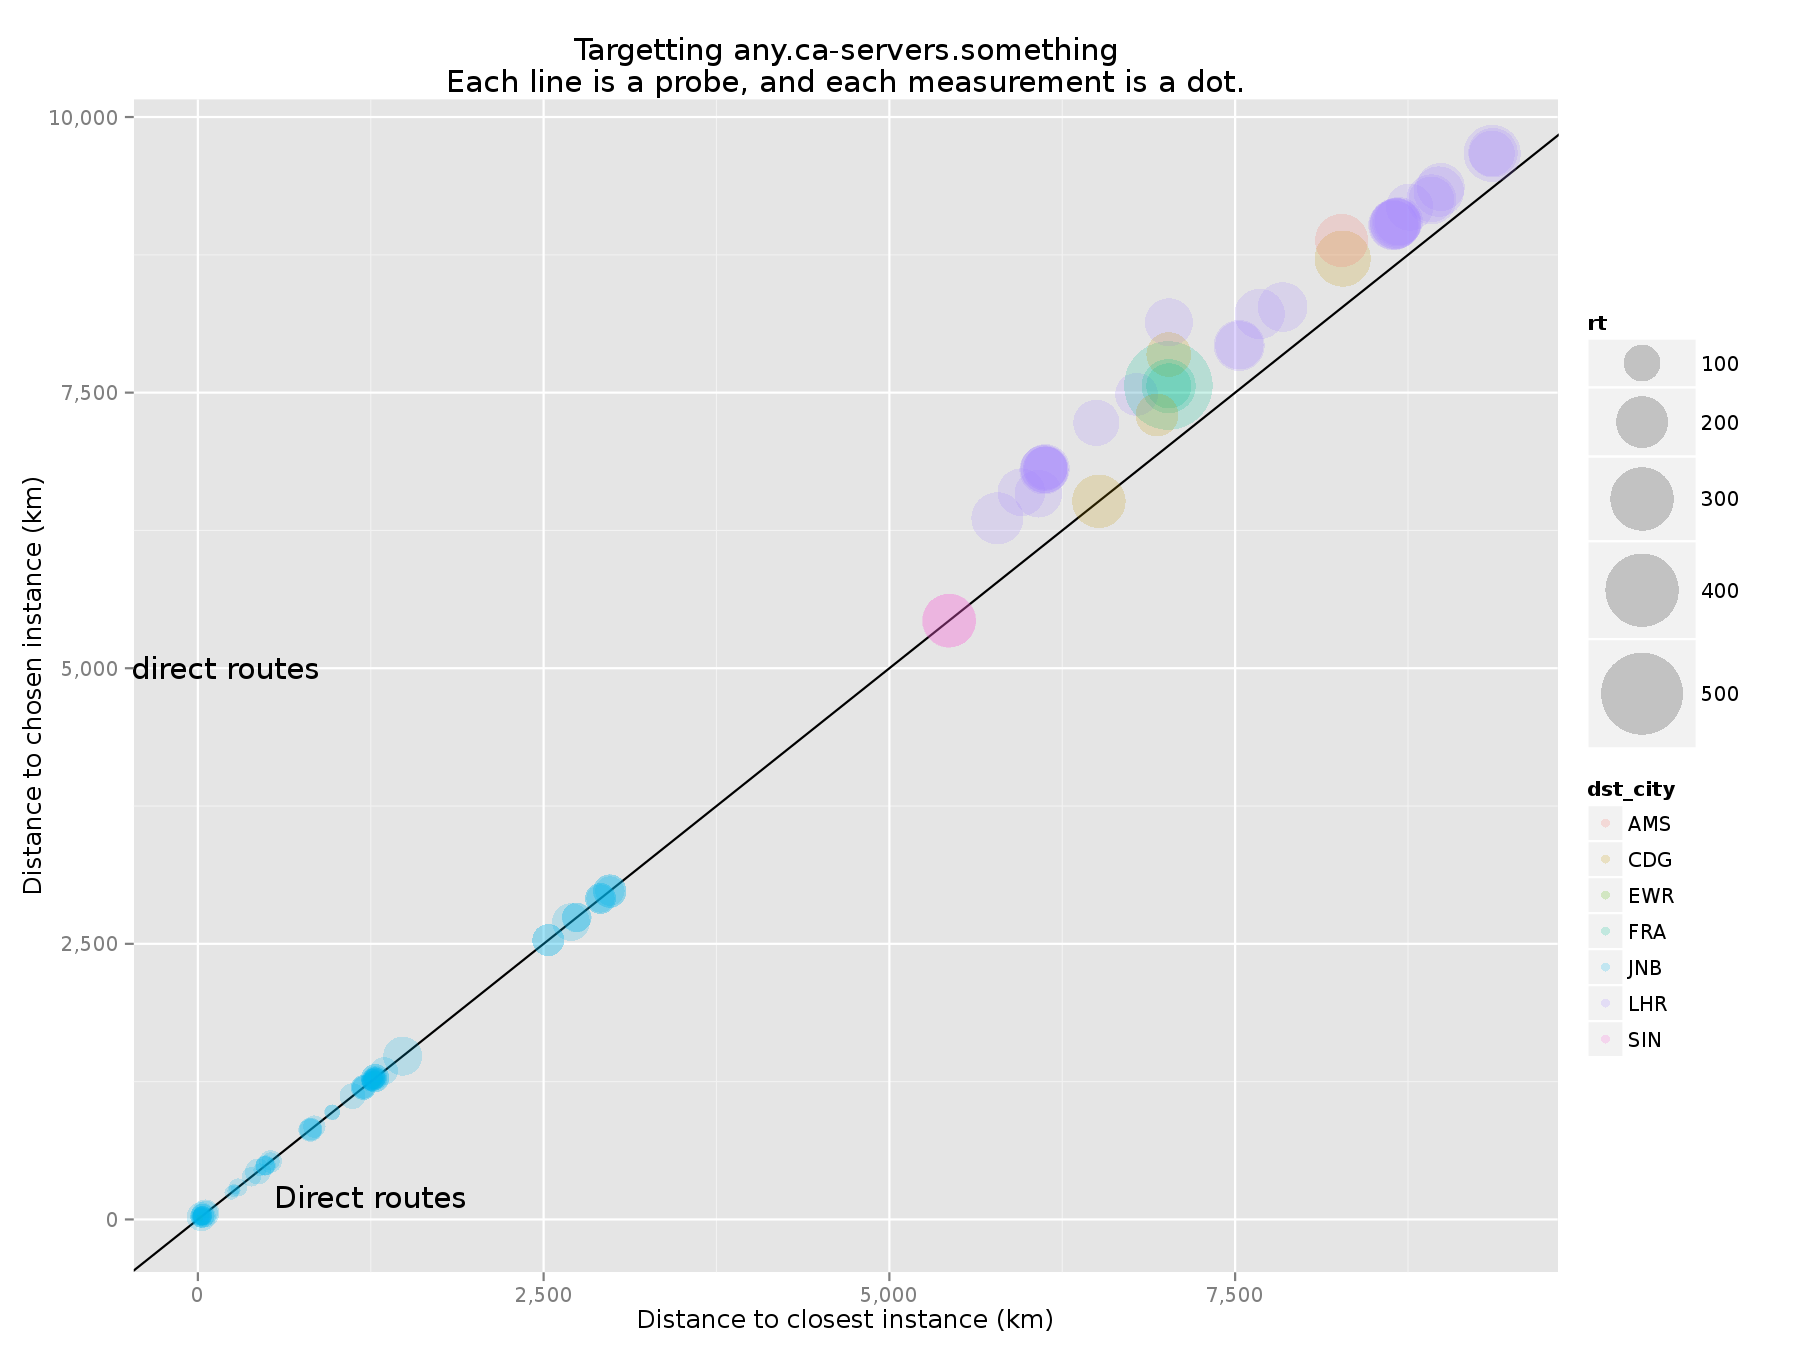 Targetting any.ca-servers.something
Each line is a probe, and each measurement is a dot.
Distance to chosen instance (km)
10,000
7,500
5,000
2,500
0
direct routes
Direct routes
0
2,500
5,000
7,500
Distance to closest instance (km)
rt
100
200
300
400
500
dst_city
AMS
CDG
EWR
FRA
JNB
LHR
SIN